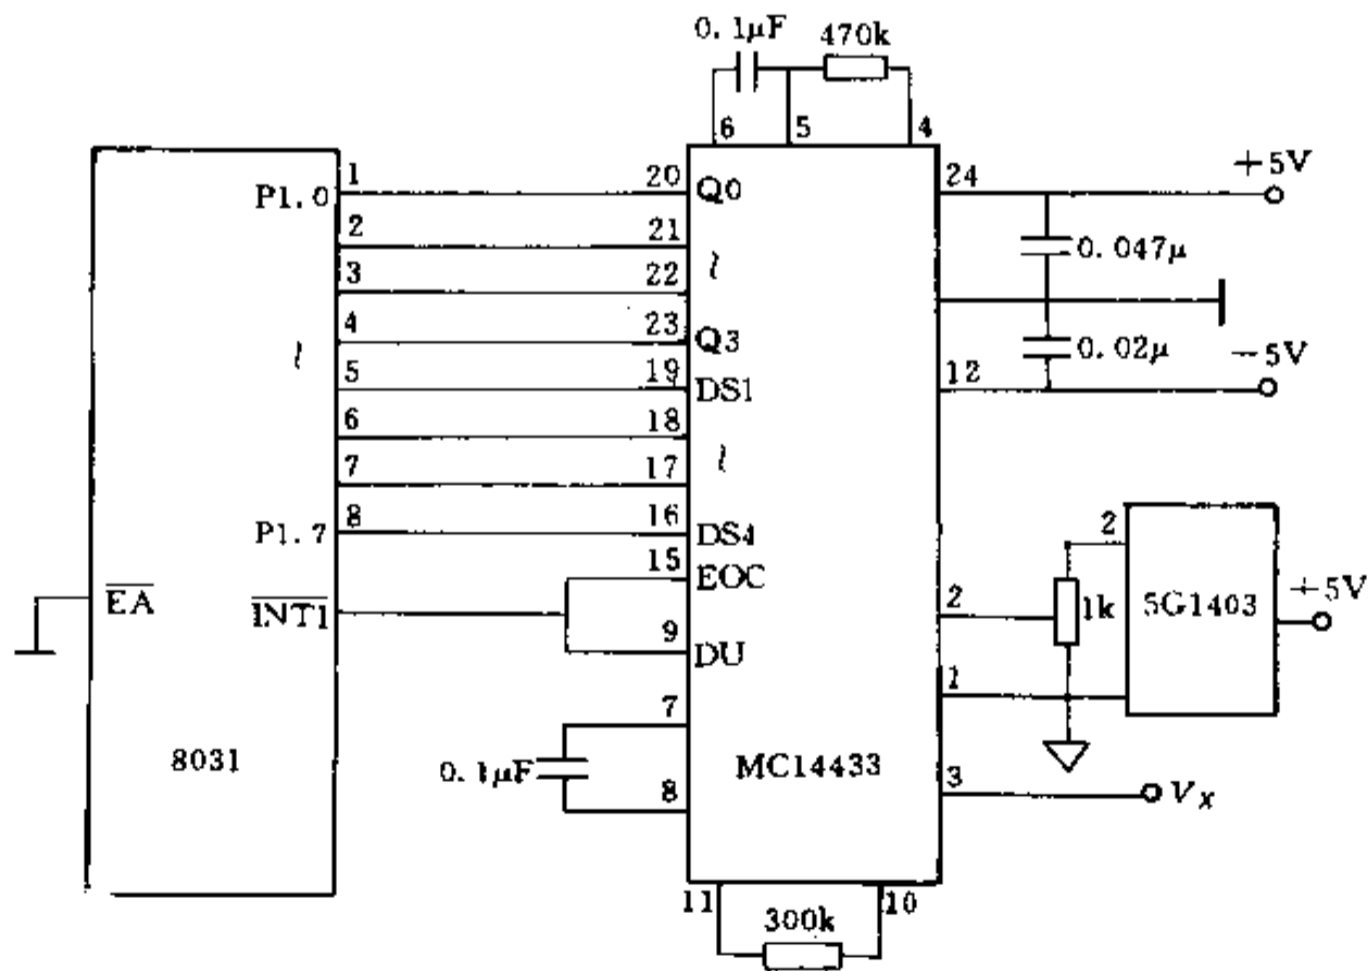 0.1μF 470k
6 5 4
P1.0 1 20 Q0 24 +5V
2 21
3 22 ≀ 0.047μ
≀ 4 23 Q3
5 19 DS1 12 0.02μ -5V
6 18
7 17 ≀
P1.7 8 16 DS4
15 EOC
EA INT1
9 DU
2 1k 5G1403 +5V
2
1
7
8031 0.1μF MC14433
8 3 Vx
11 10
300k